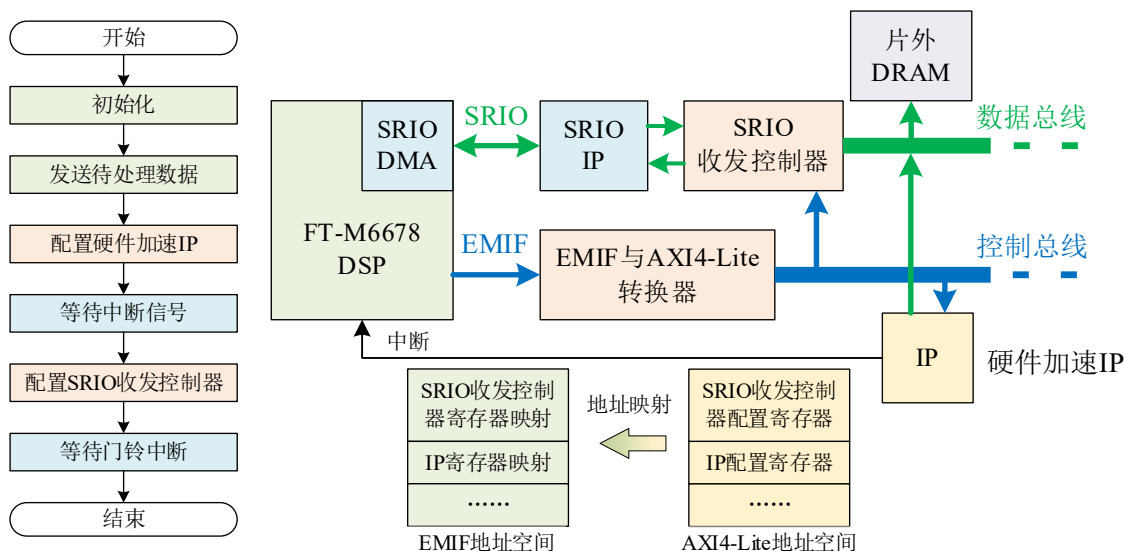 开始
初始化
发送待处理数据
配置硬件加速IP
等待中断信号
配置SRIO收发控制器
等待门铃中断
结束
片外
DRAM
SRIO
DMA
SRIO
SRIO
IP
SRIO
收发控制器
数据总线
FT-M6678
DSP
EMIF
EMIF与AXI4-Lite
转换器
控制总线
中断
IP
硬件加速IP
SRIO收发控制
器寄存器映射
IP寄存器映射
......
EMIF地址空间
地址映射
SRIO收发控制
器配置寄存器
IP配置寄存器
......
AXI4-Lite地址空间